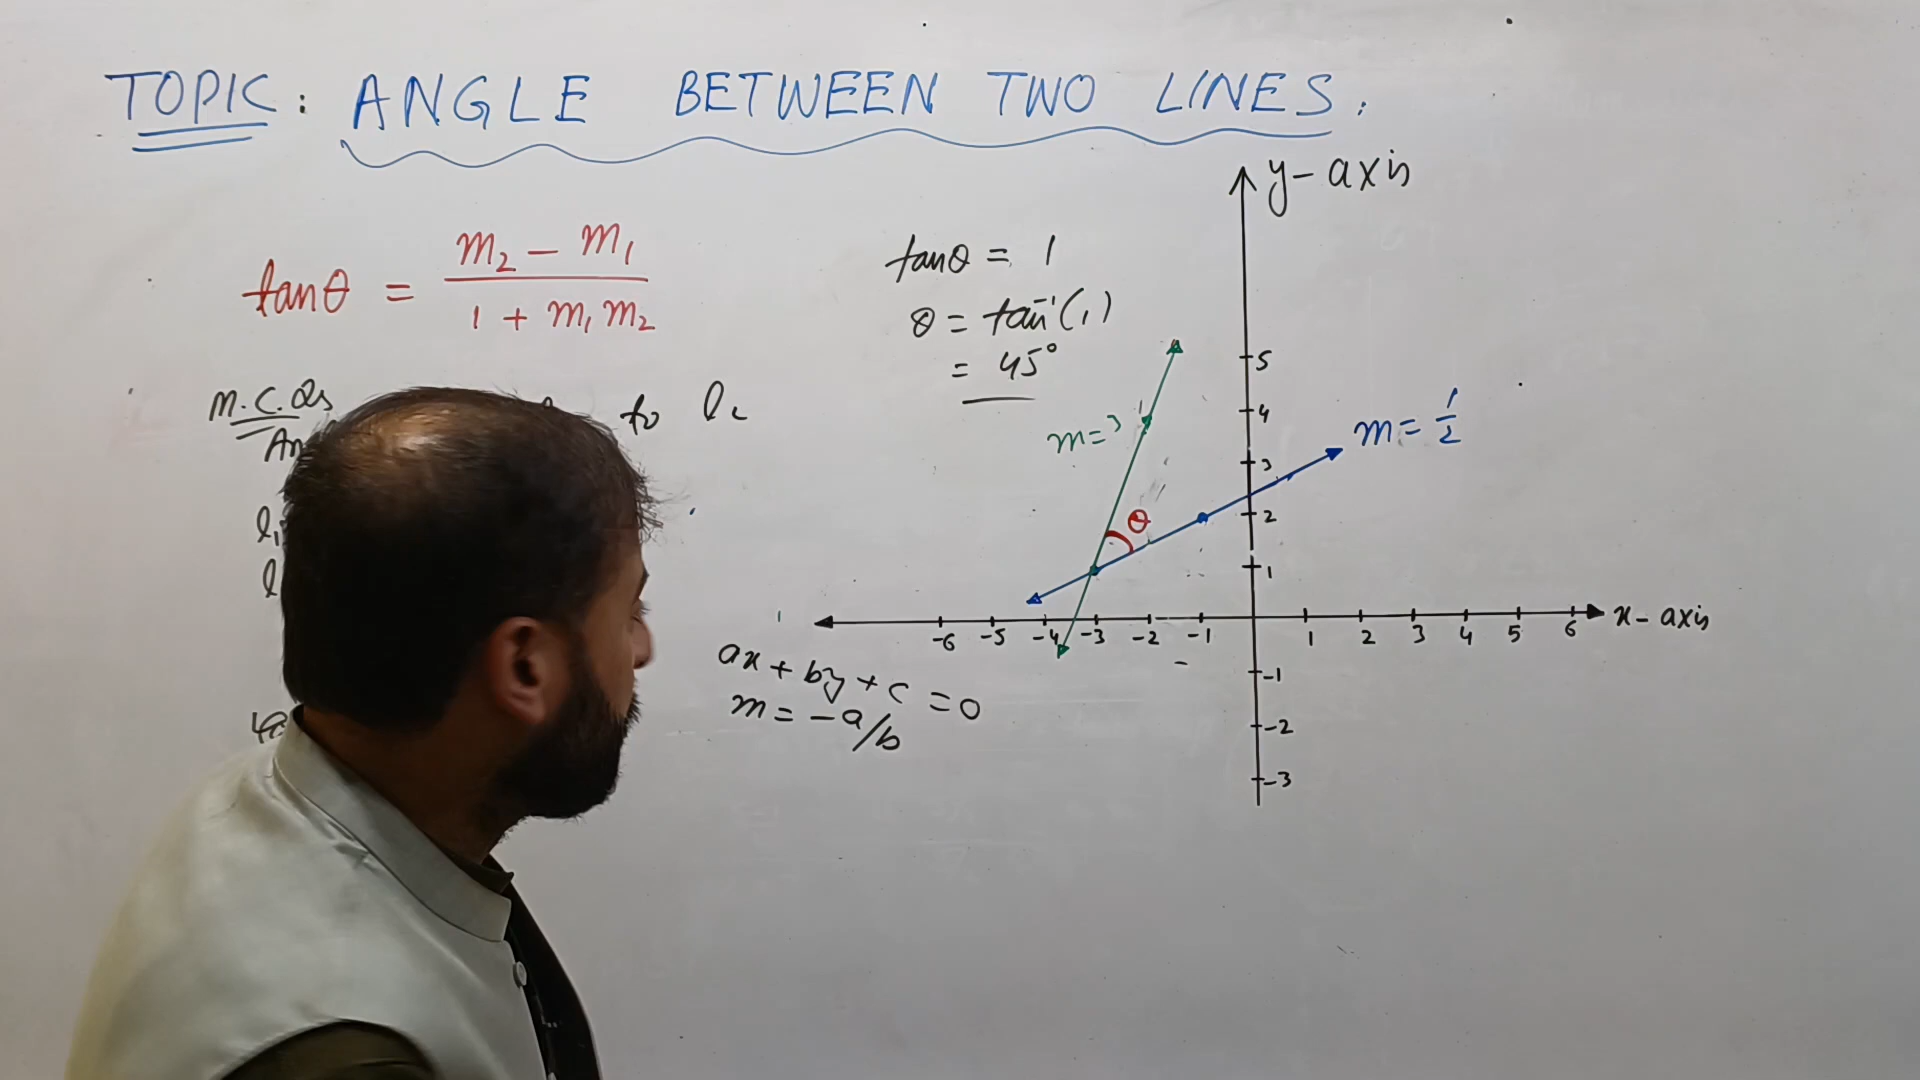 TOPIC: ANGLE BETWEEN TWO LINES.
y-axis
tanθ = m₂ - m₁ / 1 + m₁m₂
tanθ = 1
θ = tan⁻¹(1)
= 45°
M.C.Qs
to
l₁
l
ax + by + c = 0
m = -a/b
m=3
m = 1/2
θ
5
4
3
2
1
-6 -5 -4 -3 -2 -1 1 2 3 4 5 6 x-axis
-1
-2
-3